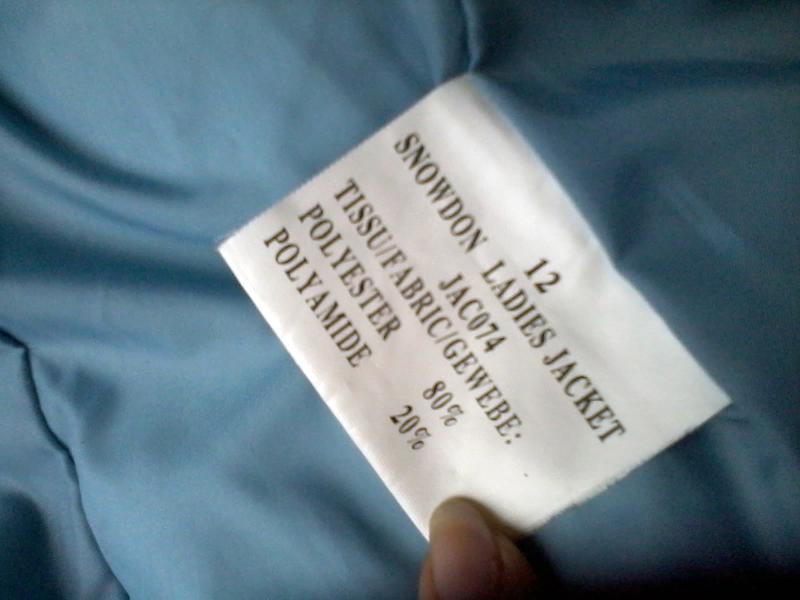 12
SNOWDON LADIES JACKET
JAC074
TISSU/FABRIC/GEWEBE:
POLYESTER 80%
POLYAMIDE 20%